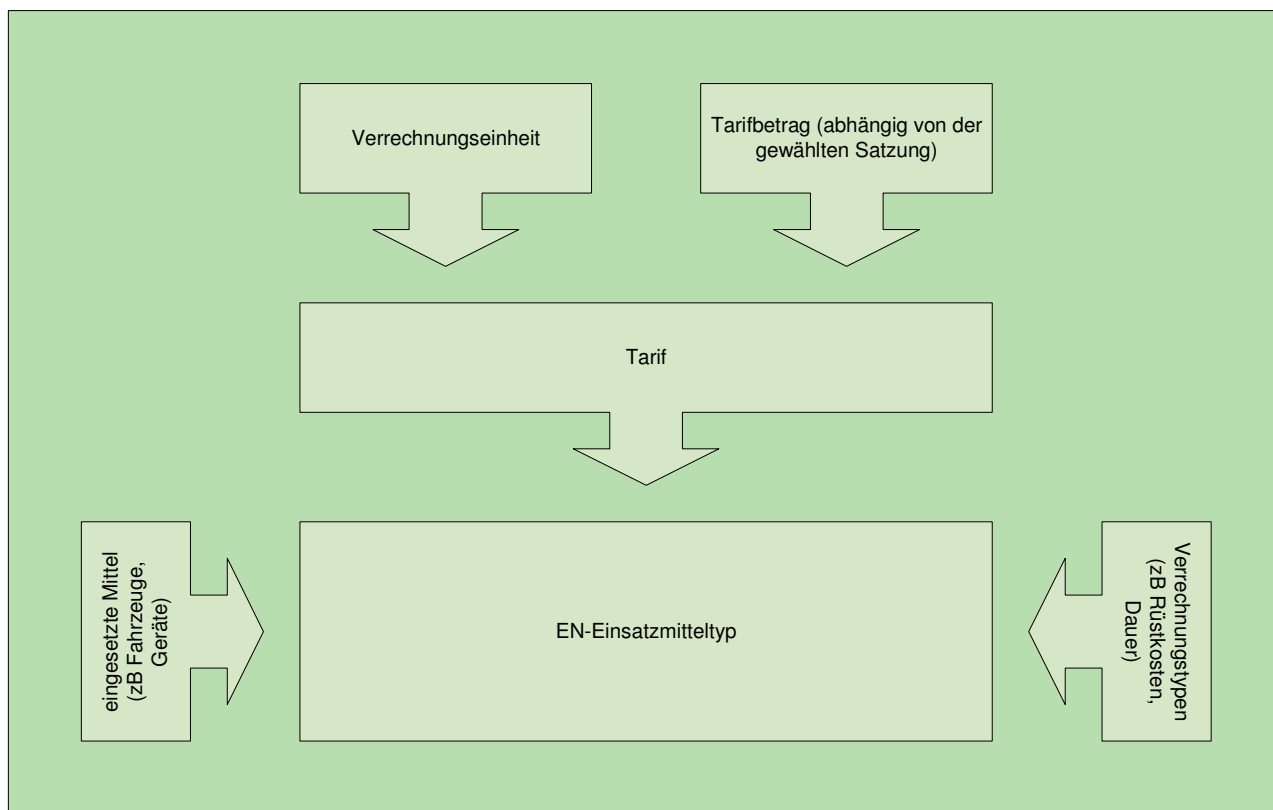 Verrechnungseinheit
Tarifbetrag (abhängig von der
gewählten Satzung)
Tarif
eingesetzte Mittel
(zB Fahrzeuge,
Geräte)
EN-Einsatzmitteltyp
Verrechnungstypen
(zB Rüstkosten,
Dauer)